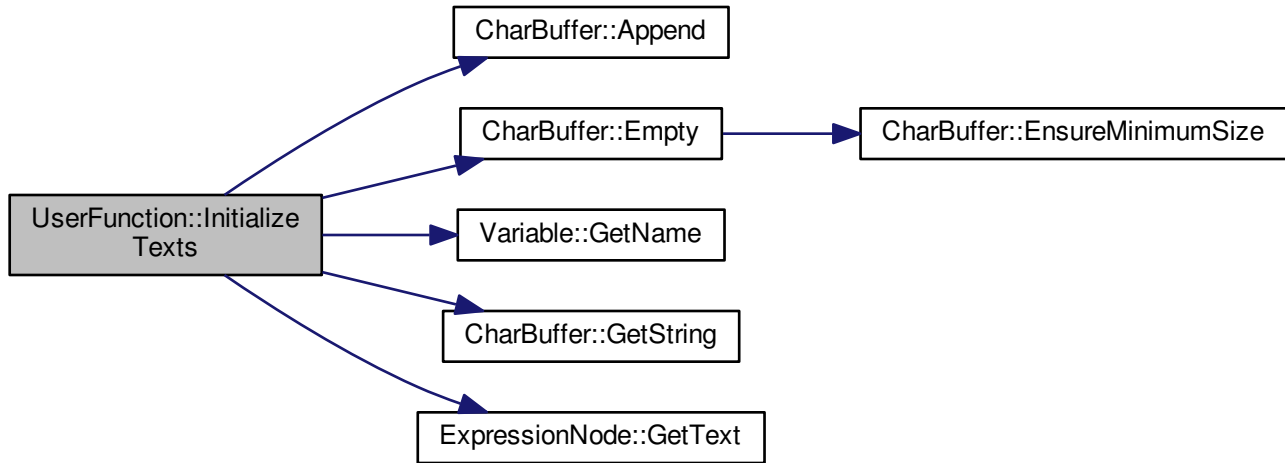 CharBuffer::Append
CharBuffer::Empty
CharBuffer::EnsureMinimumSize
UserFunction::Initialize
Texts
Variable::GetName
CharBuffer::GetString
ExpressionNode::GetText